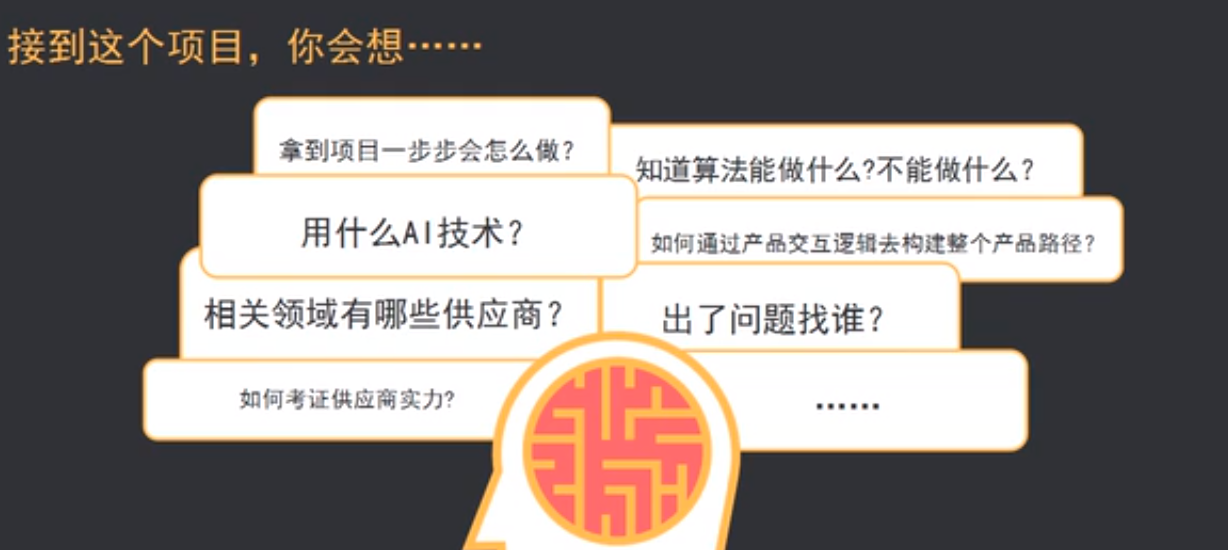 接到这个项目，你会想……
拿到项目一步步会怎么做?
知道算法能做什么?不能做什么?
用什么AI技术?
如何通过产品交互逻辑去构建整个产品路径?
相关领域有哪些供应商?
出了问题找谁?
如何考证供应商实力?
……